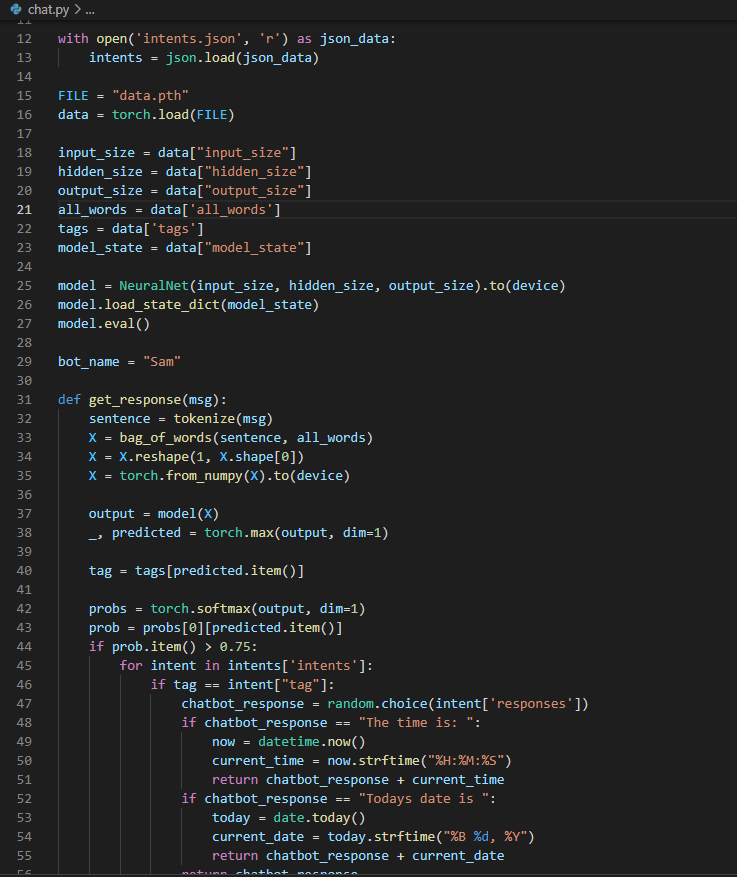 chat.py > ...
11
12 with open('intents.json', 'r') as json_data:
13     intents = json.load(json_data)
14
15 FILE = "data.pth"
16 data = torch.load(FILE)
17
18 input_size = data["input_size"]
19 hidden_size = data["hidden_size"]
20 output_size = data["output_size"]
21 all_words = data['all_words']
22 tags = data['tags']
23 model_state = data["model_state"]
24
25 model = NeuralNet(input_size, hidden_size, output_size).to(device)
26 model.load_state_dict(model_state)
27 model.eval()
28
29 bot_name = "Sam"
30
31 def get_response(msg):
32     sentence = tokenize(msg)
33     X = bag_of_words(sentence, all_words)
34     X = X.reshape(1, X.shape[0])
35     X = torch.from_numpy(X).to(device)
36
37     output = model(X)
38     _, predicted = torch.max(output, dim=1)
39
40     tag = tags[predicted.item()]
41
42     probs = torch.softmax(output, dim=1)
43     prob = probs[0][predicted.item()]
44     if prob.item() > 0.75:
45         for intent in intents['intents']:
46             if tag == intent["tag"]:
47                 chatbot_response = random.choice(intent['responses'])
48                 if chatbot_response == "The time is: ":
49                     now = datetime.now()
50                     current_time = now.strftime("%H:%M:%S")
51                     return chatbot_response + current_time
52                 if chatbot_response == "Todays date is ":
53                     today = date.today()
54                     current_date = today.strftime("%B %d, %Y")
55                     return chatbot_response + current_date
56                 return chatbot_response